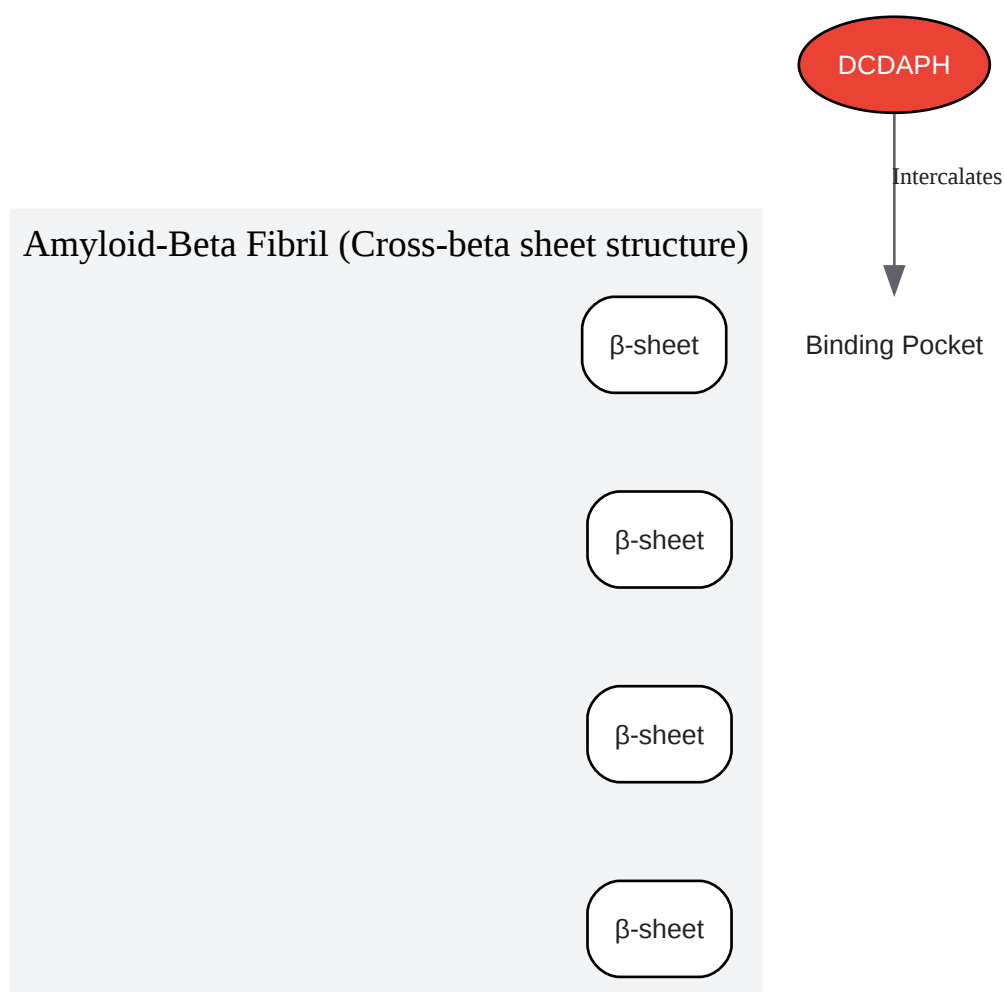 DCDAPH
Intercalates
Amyloid-Beta Fibril (Cross-beta sheet structure)
β-sheet
Binding Pocket
β-sheet
β-sheet
β-sheet